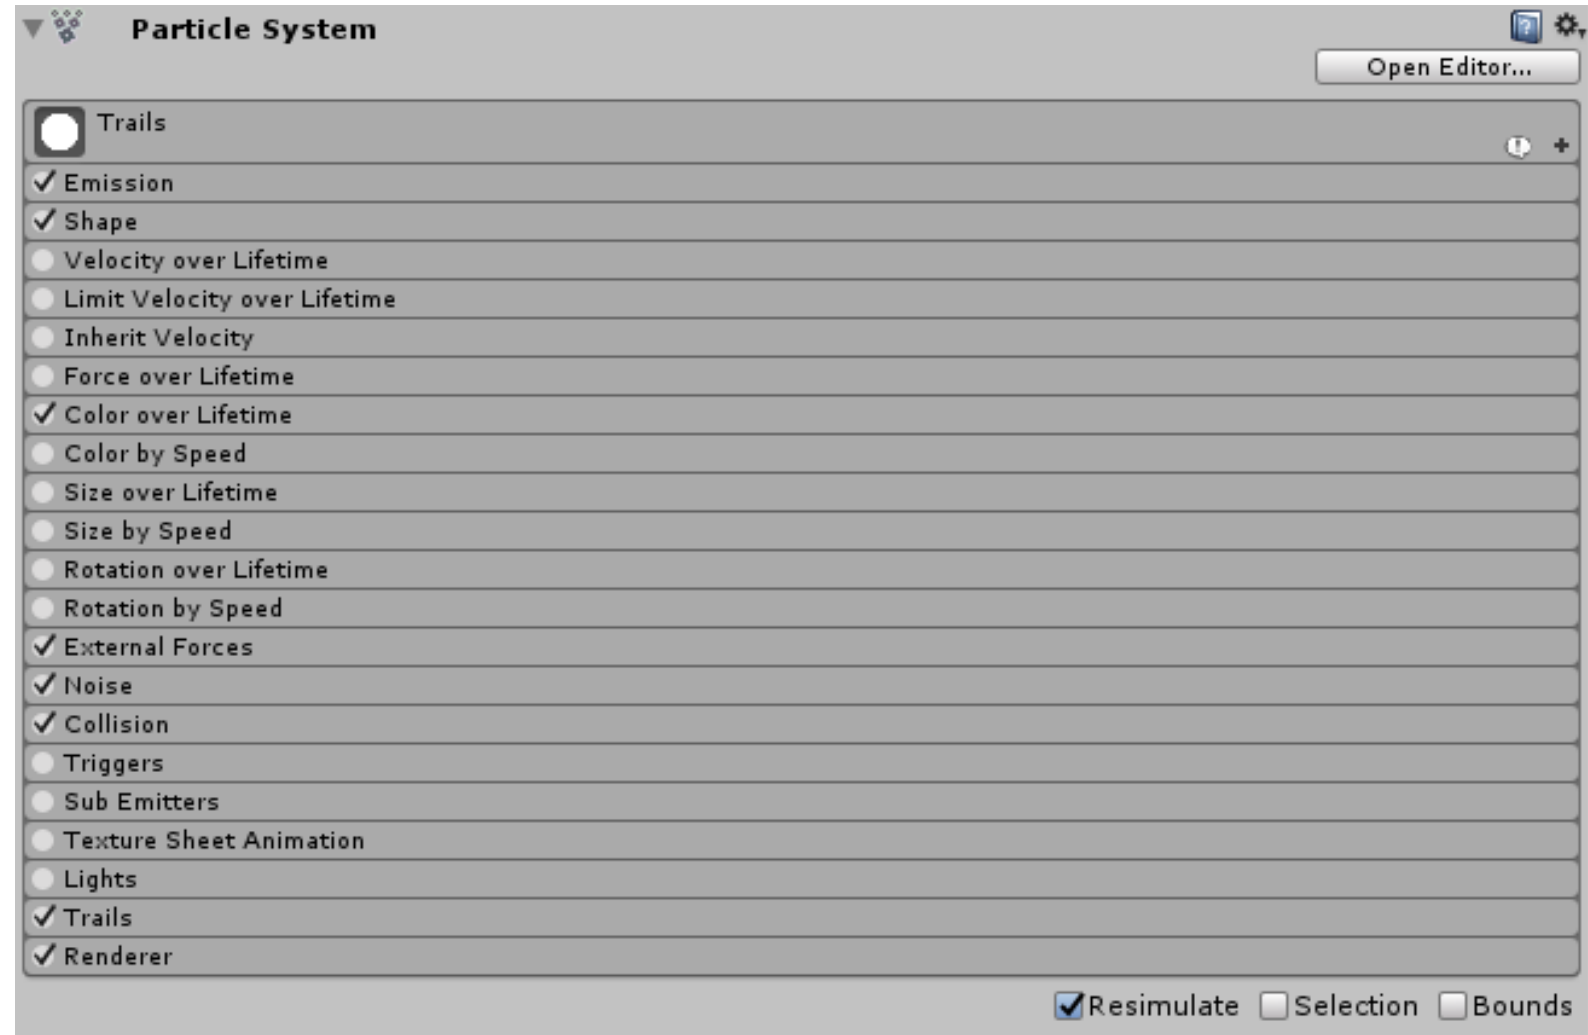 Particle System
Open Editor...
Trails
Emission
Shape
Velocity over Lifetime
Limit Velocity over Lifetime
Inherit Velocity
Force over Lifetime
Color over Lifetime
Color by Speed
Size over Lifetime
Size by Speed
Rotation over Lifetime
Rotation by Speed
External Forces
Noise
Collision
Triggers
Sub Emitters
Texture Sheet Animation
Lights
Trails
Renderer
Resimulate Selection Bounds